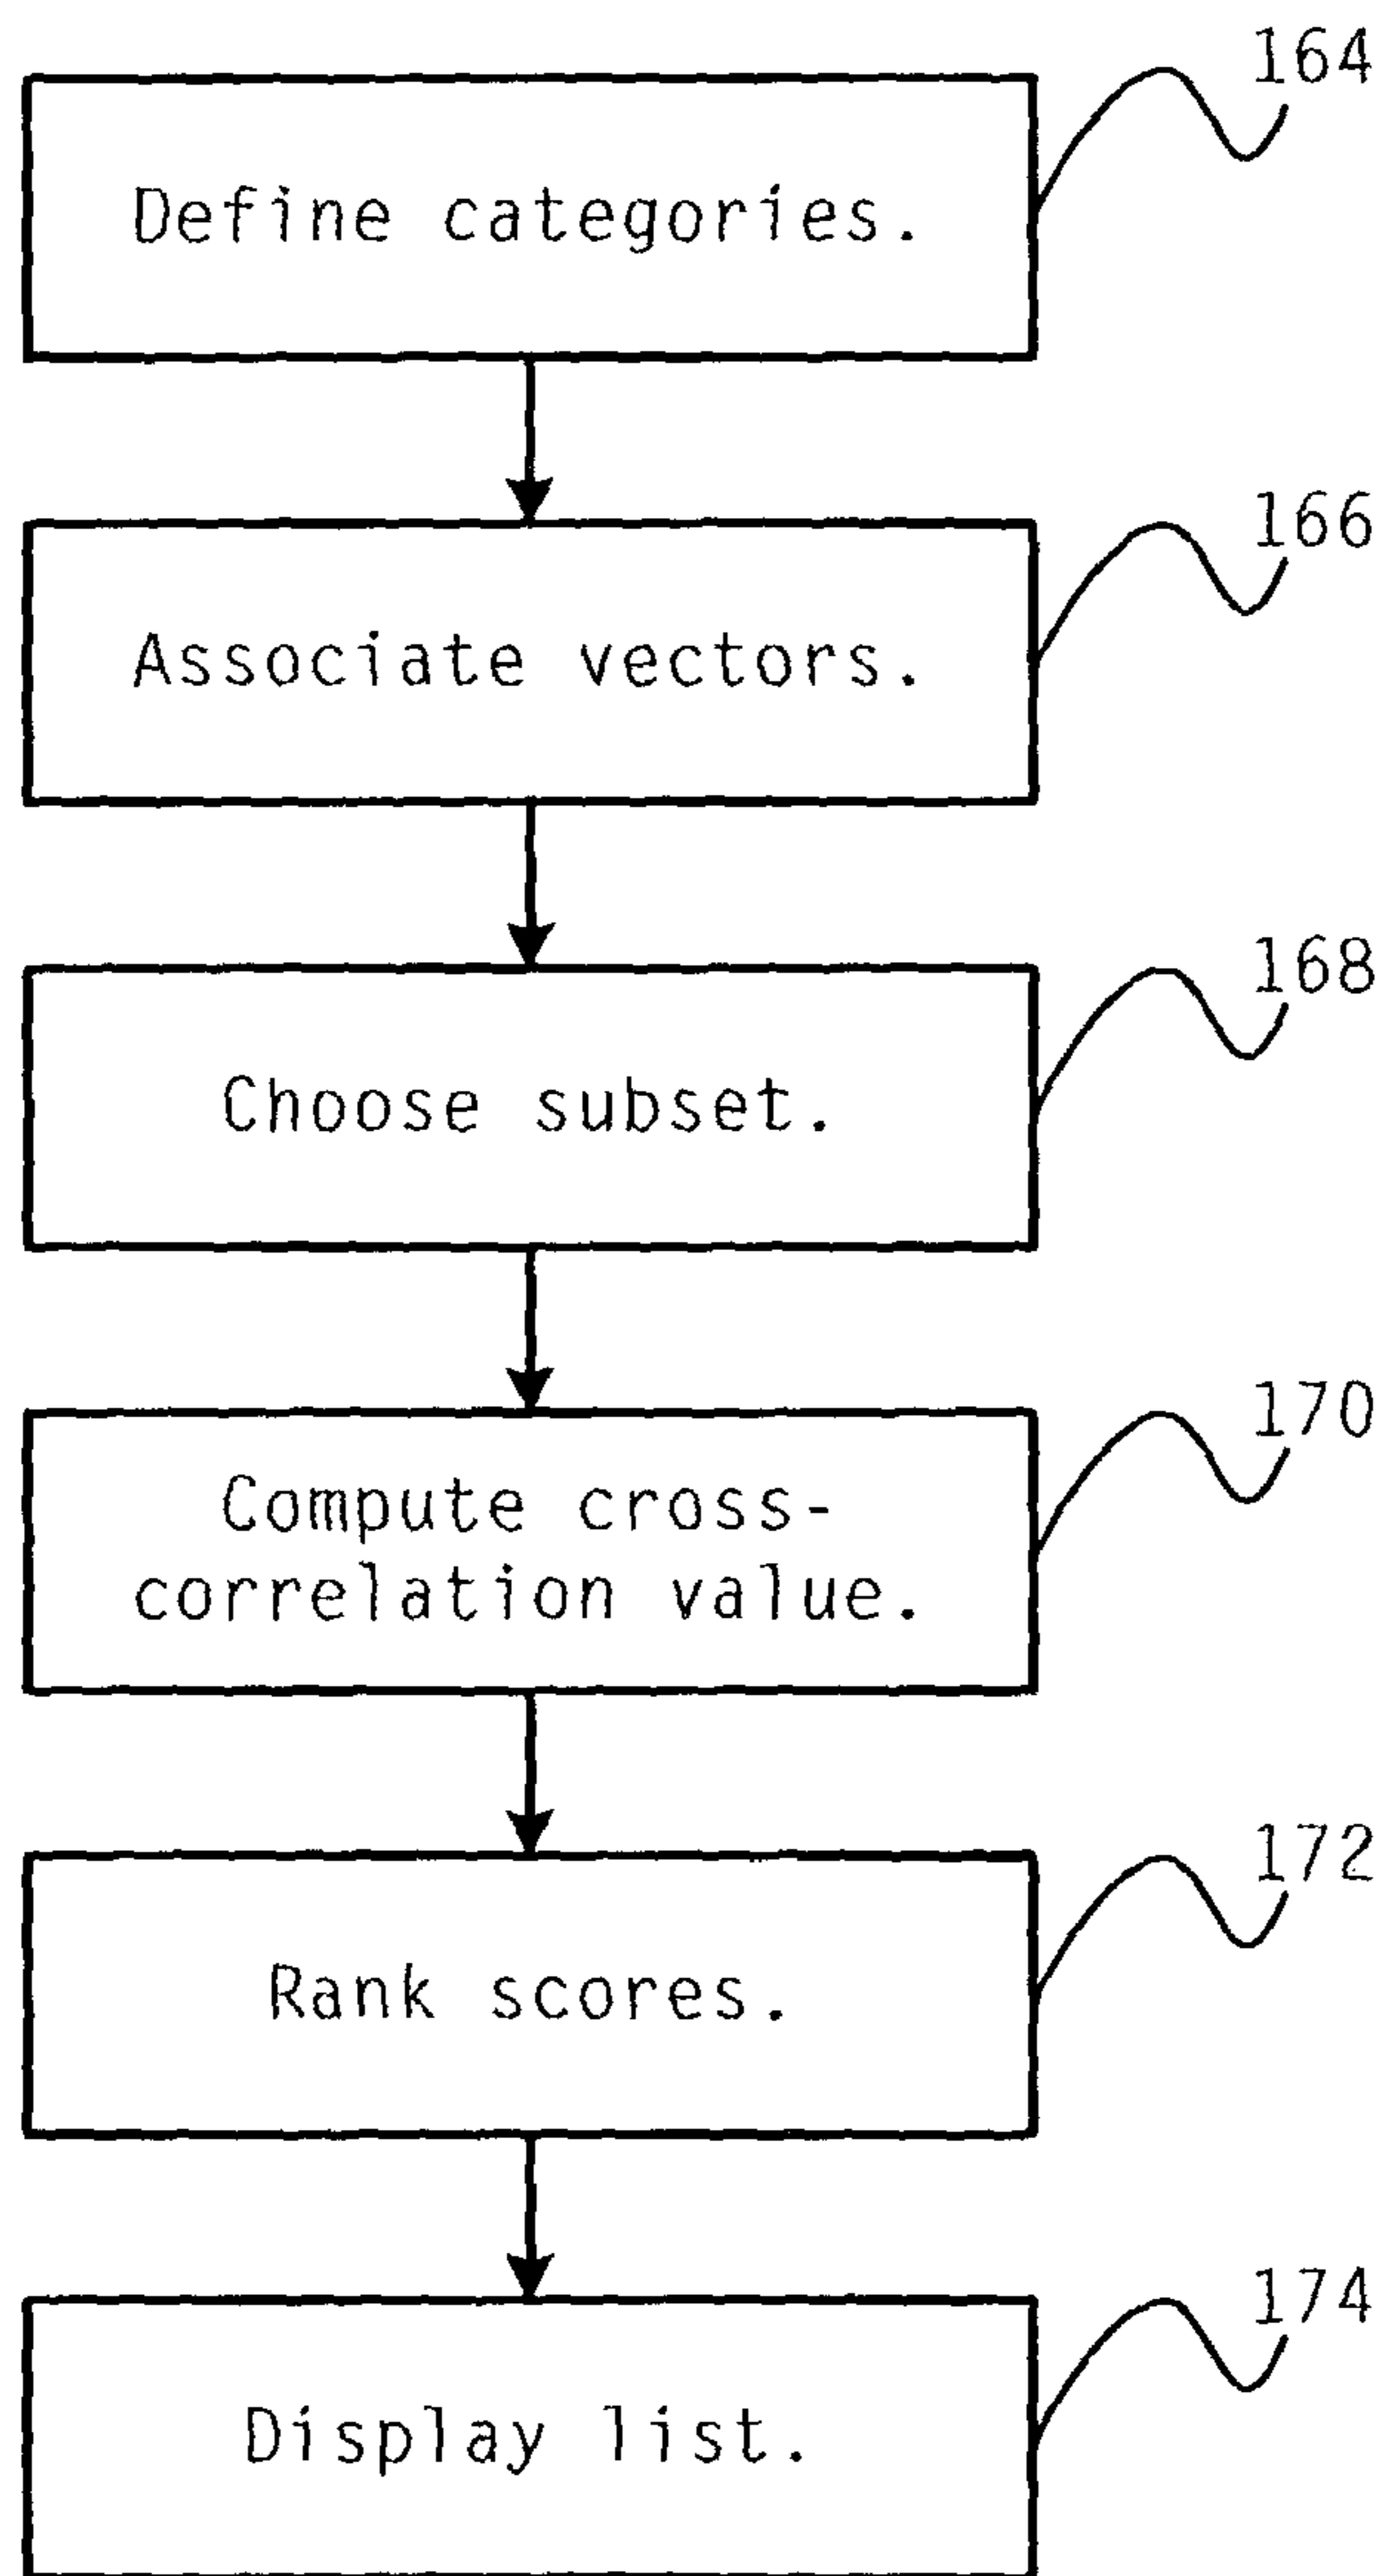 164
Define categories.
166
Associate vectors.
168
Choose subset.
170
Compute cross-
correlation value.
172
Rank scores.
174
Display list.